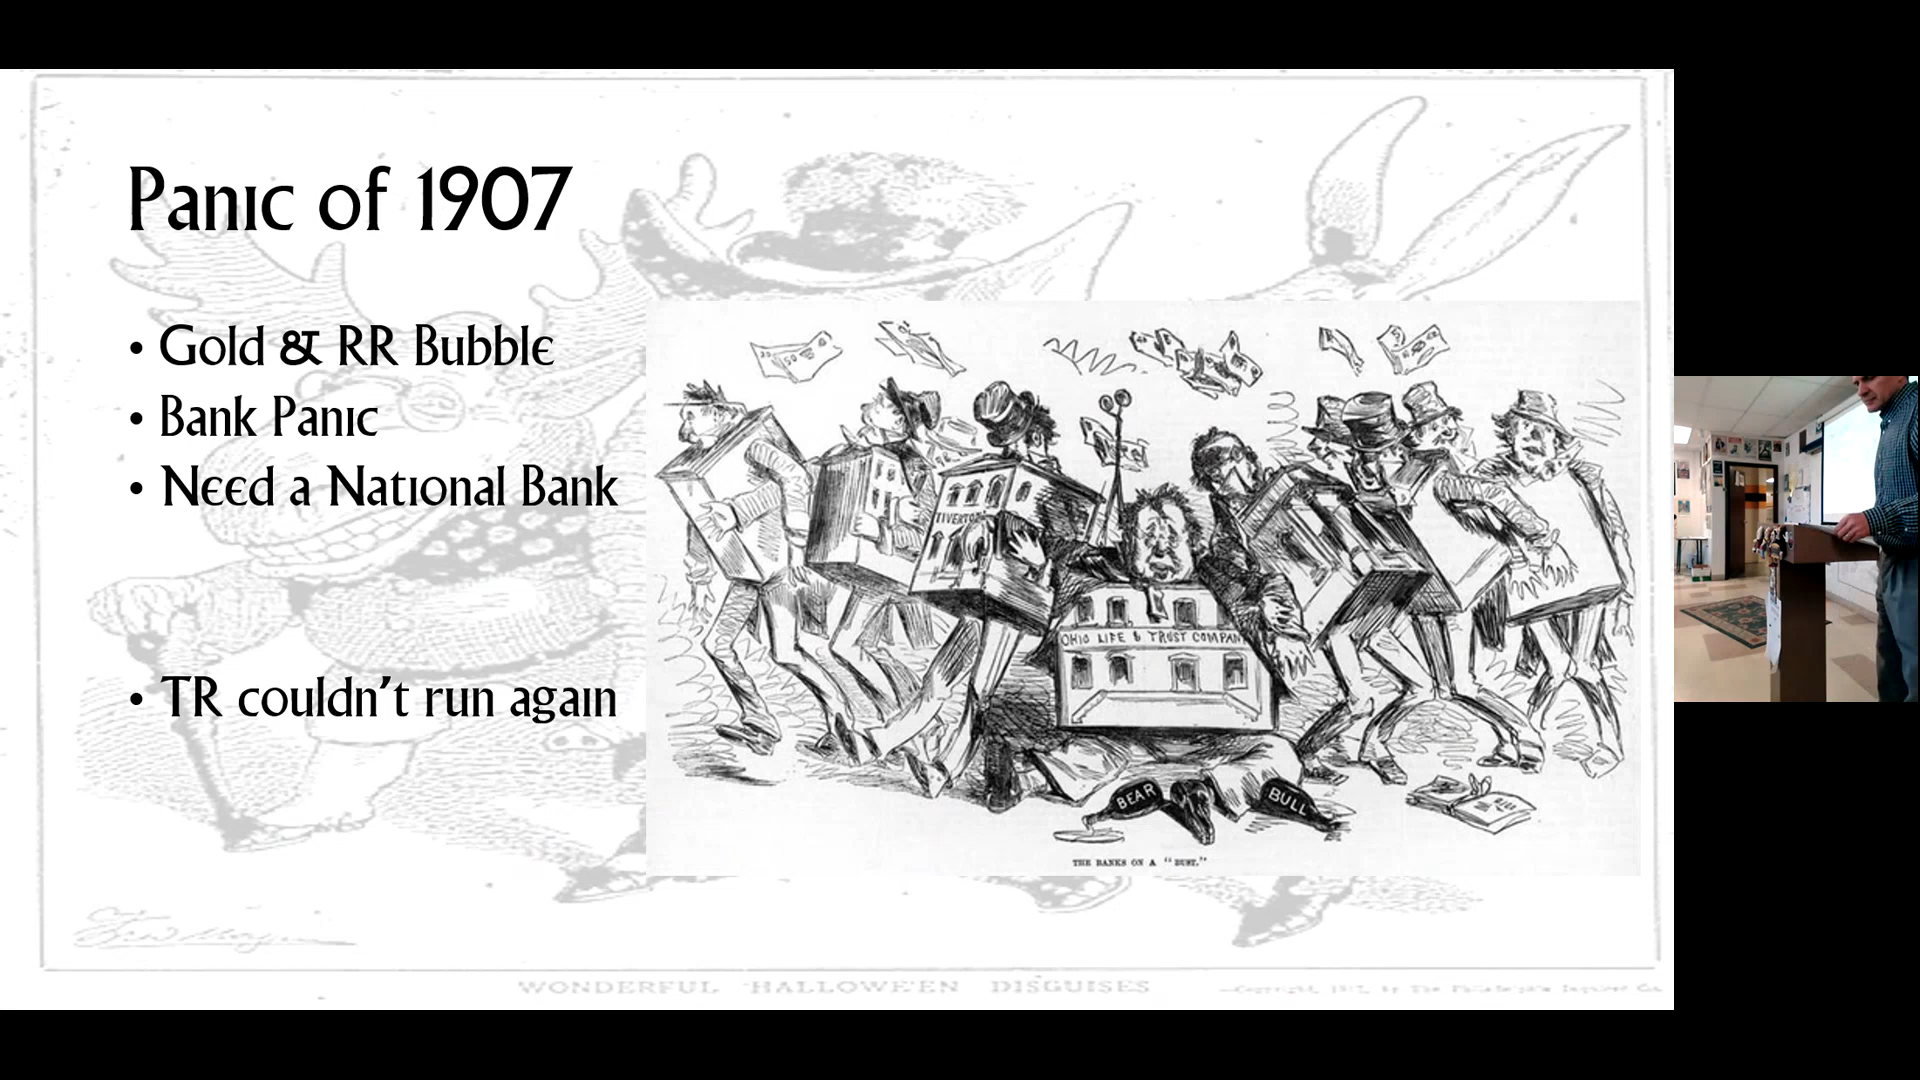 Panic of 1907
• Gold & RR Bubble
• Bank Panic
• Need a National Bank
• TR couldn't run again
TIVERTON
OHIO LIFE & TRUST COMPANY
BEAR
BULL
THE BANKS ON A "BUST."
WONDERFUL HALLOWE'EN DISGUISES